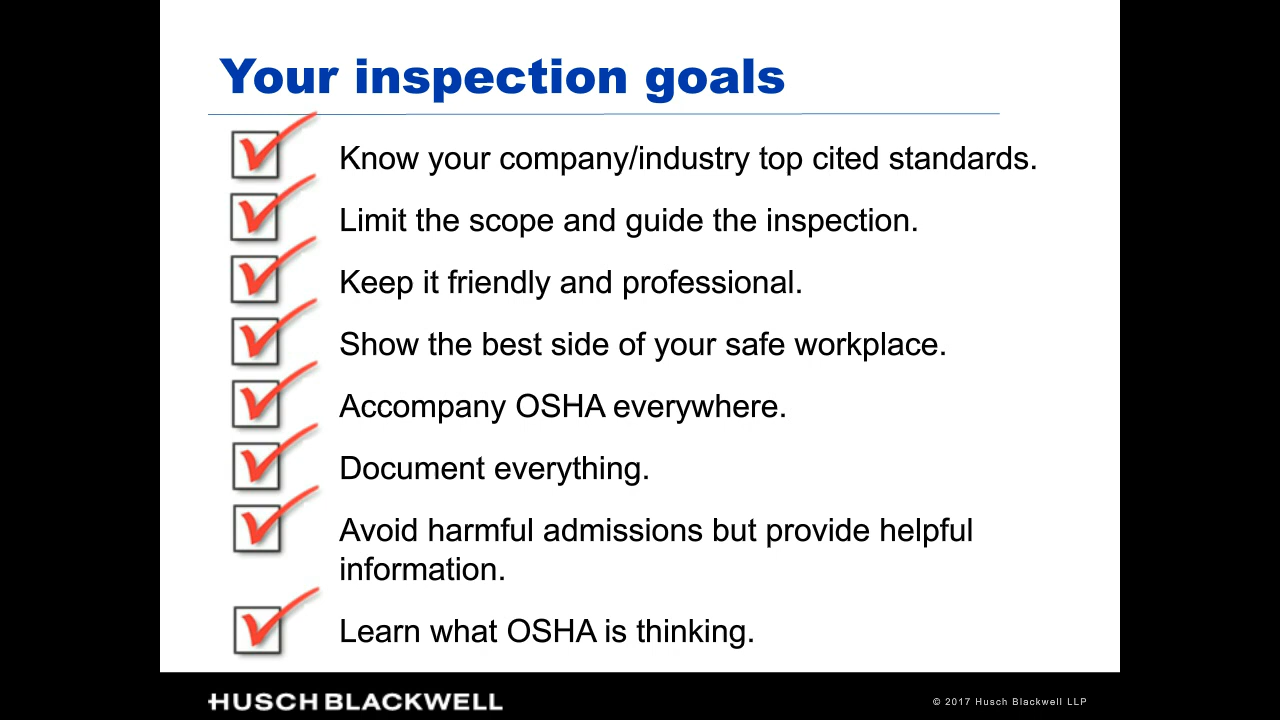 Your inspection goals
Know your company/industry top cited standards.
Limit the scope and guide the inspection.
Keep it friendly and professional.
Show the best side of your safe workplace.
Accompany OSHA everywhere.
Document everything.
Avoid harmful admissions but provide helpful
information.
Learn what OSHA is thinking.
HUSCH BLACKWELL
© 2017 Husch Blackwell LLP